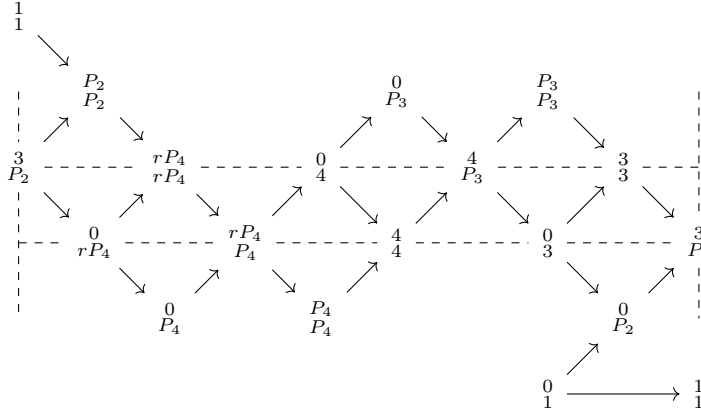 1
1
P₂ 0 P₃
P₂ P₃ P₃
3 rP₄ 0 4 3
P₂ rP₄ 4 P₃ 3
0 rP₄ 4 0 3
rP₄ P₄ 4 3 P
0 P₄ 0
P₄ P₄ P₂
0 1
1 1